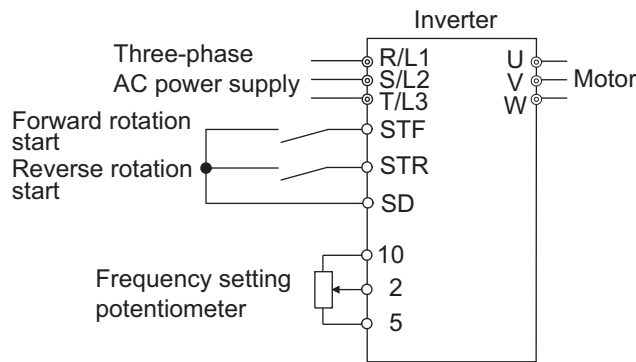 Inverter
Three-phase
AC power supply
R/L1
S/L2
T/L3
U
V
W
Motor
Forward rotation
start
STF
Reverse rotation
start
STR
SD
Frequency setting
potentiometer
10
2
5